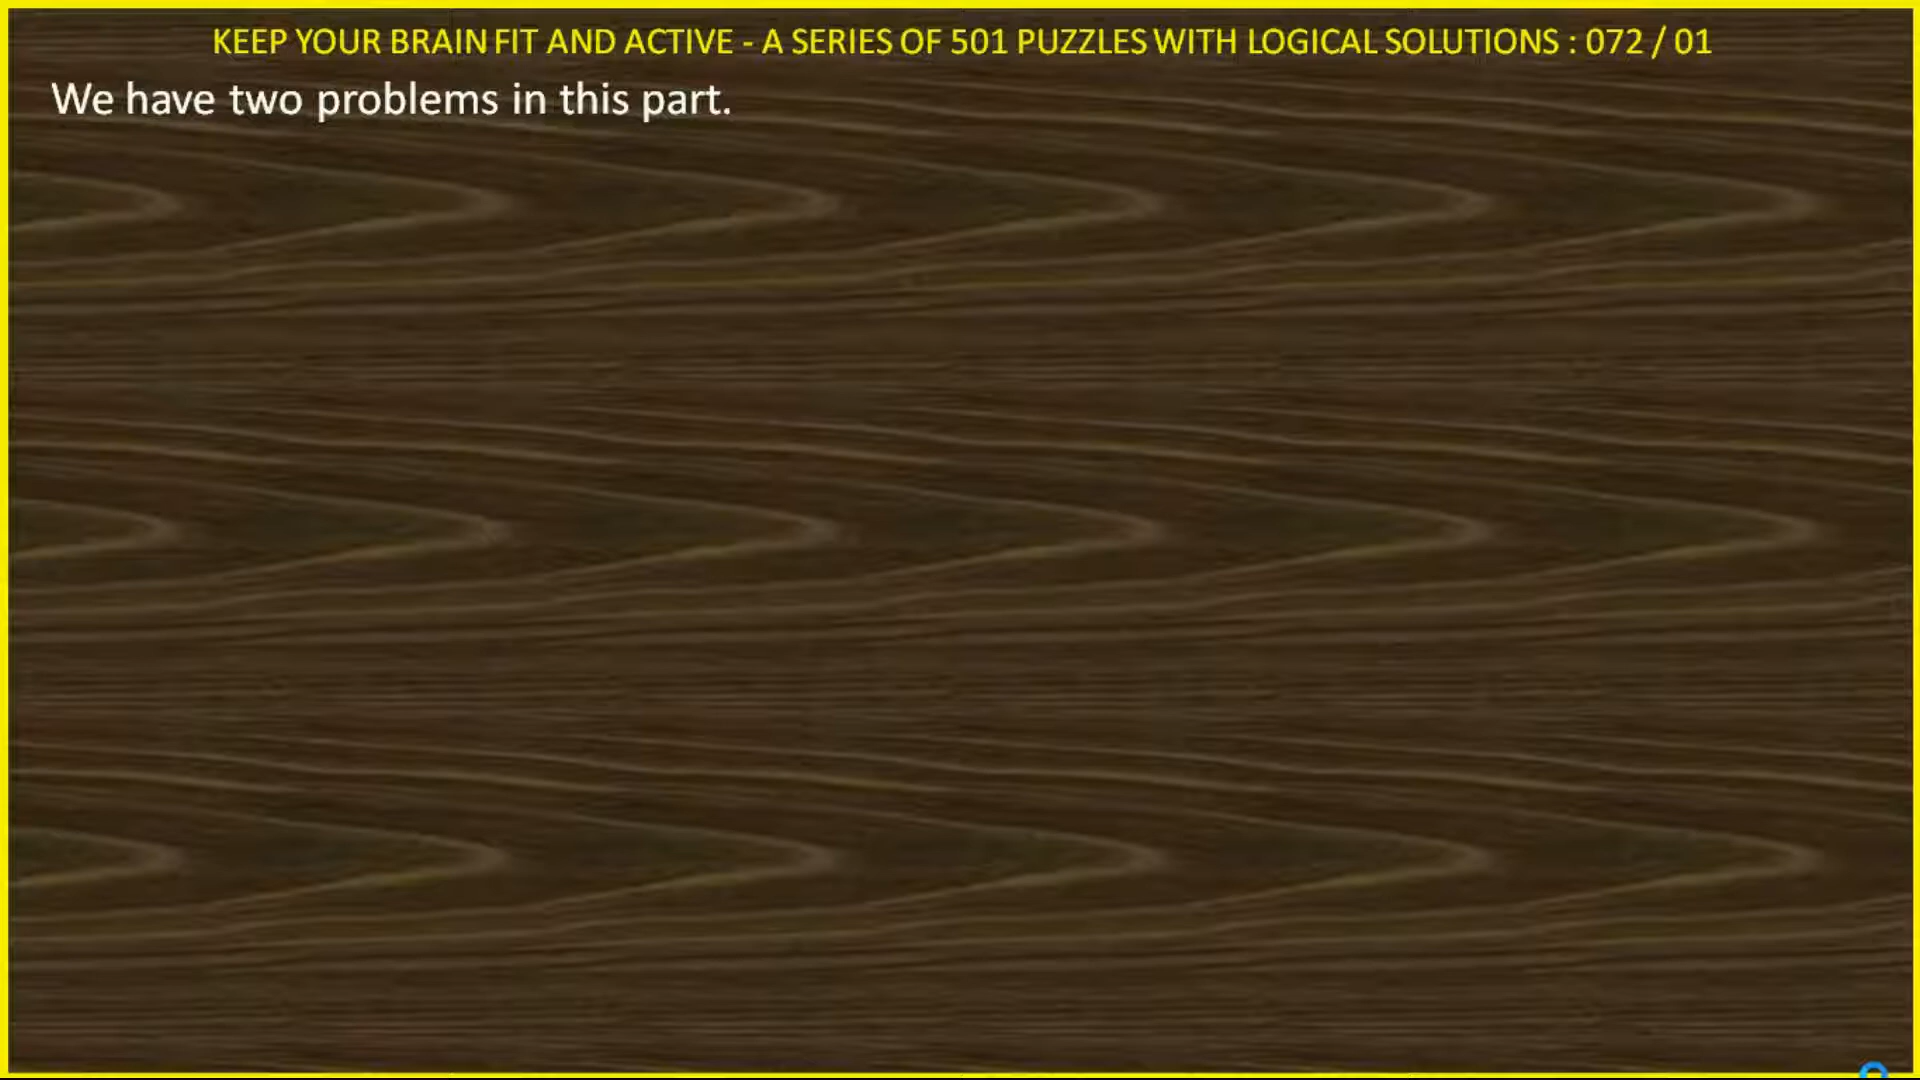 KEEP YOUR BRAIN FIT AND ACTIVE - A SERIES OF 501 PUZZLES WITH LOGICAL SOLUTIONS : 072 / 01
We have two problems in this part.